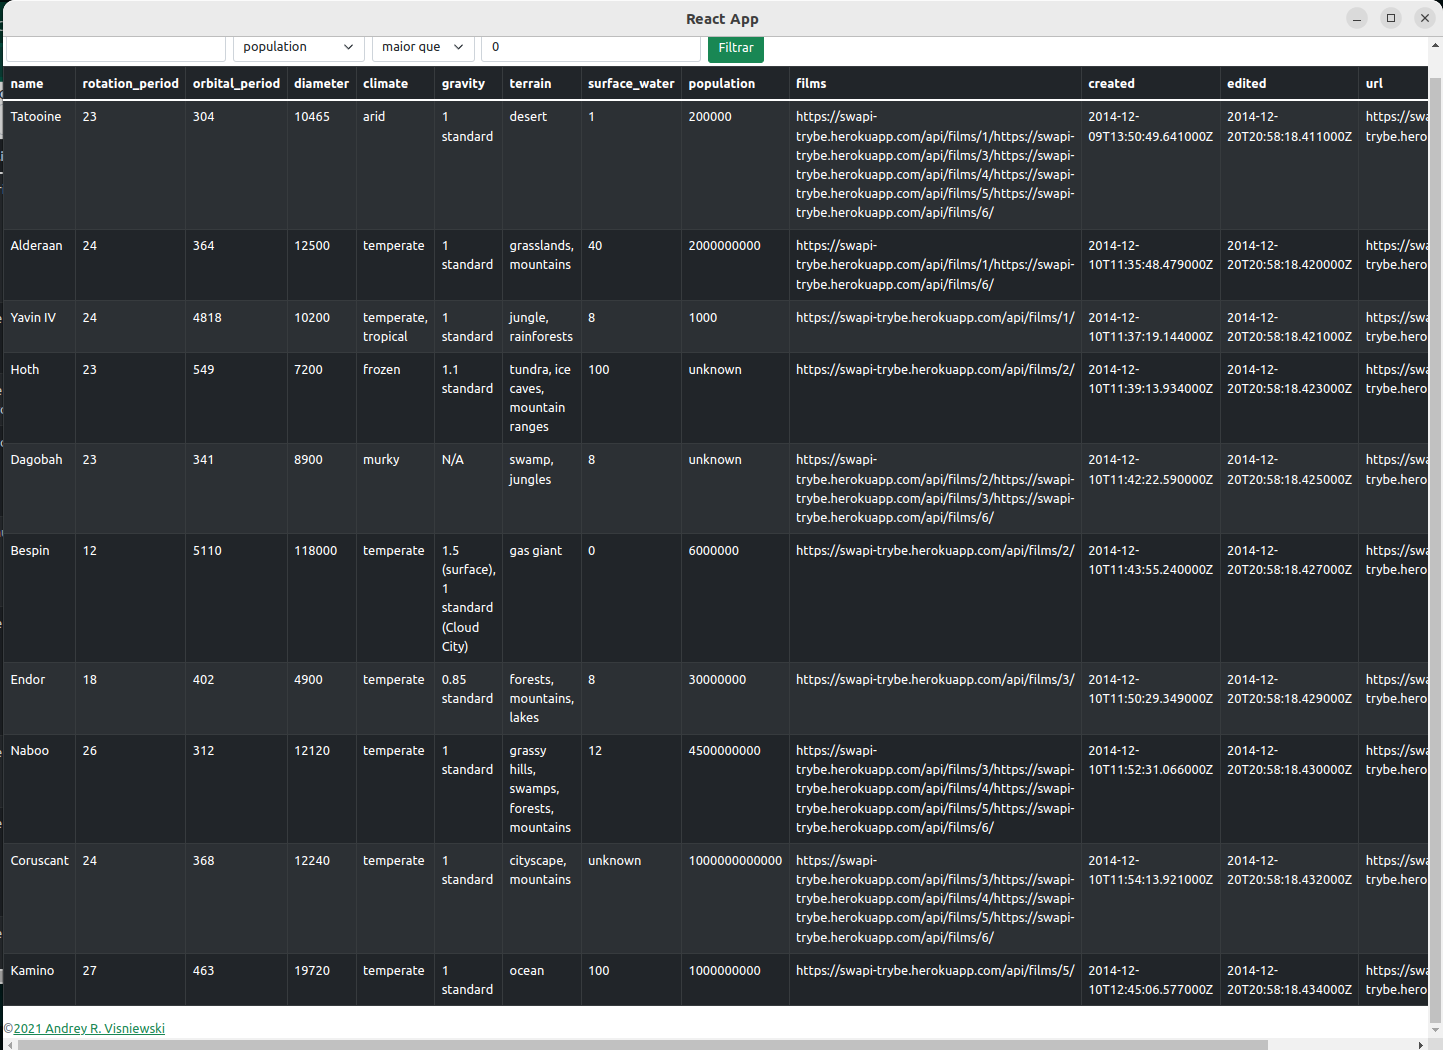 React App
population maior que 0 Filtrar
name rotation_period orbital_period diameter climate gravity terrain surface_water population films created edited url
Tatooine 23 304 10465 arid 1 desert 1 200000 https://swapi- 2014-12- 2014-12- https://swa
standard trybe.herokuapp.com/api/films/1/https://swapi- 09T13:50:49.641000Z 20T20:58:18.411000Z trybe.hero
trybe.herokuapp.com/api/films/3/https://swapi-
trybe.herokuapp.com/api/films/4/https://swapi-
trybe.herokuapp.com/api/films/5/https://swapi-
trybe.herokuapp.com/api/films/6/
Alderaan 24 364 12500 temperate 1 grasslands, 40 2000000000 https://swapi- 2014-12- 2014-12- https://swa
standard mountains trybe.herokuapp.com/api/films/1/https://swapi- 10T11:35:48.479000Z 20T20:58:18.420000Z trybe.hero
trybe.herokuapp.com/api/films/6/
Yavin IV 24 4818 10200 temperate, 1 jungle, 8 1000 https://swapi-trybe.herokuapp.com/api/films/1/ 2014-12- 2014-12- https://swa
tropical standard rainforests 10T11:37:19.144000Z 20T20:58:18.421000Z trybe.hero
Hoth 23 549 7200 frozen 1.1 tundra, ice 100 unknown https://swapi-trybe.herokuapp.com/api/films/2/ 2014-12- 2014-12- https://swa
standard caves, 10T11:39:13.934000Z 20T20:58:18.423000Z trybe.hero
mountain
ranges
Dagobah 23 341 8900 murky N/A swamp, 8 unknown https://swapi- 2014-12- 2014-12- https://swa
jungles trybe.herokuapp.com/api/films/2/https://swapi- 10T11:42:22.590000Z 20T20:58:18.425000Z trybe.hero
trybe.herokuapp.com/api/films/3/https://swapi-
trybe.herokuapp.com/api/films/6/
Bespin 12 5110 118000 temperate 1.5 gas giant 0 6000000 https://swapi-trybe.herokuapp.com/api/films/2/ 2014-12- 2014-12- https://swa
(surface), 10T11:43:55.240000Z 20T20:58:18.427000Z trybe.hero
1
standard
(Cloud
City)
Endor 18 402 4900 temperate 0.85 forests, 8 30000000 https://swapi-trybe.herokuapp.com/api/films/3/ 2014-12- 2014-12- https://swa
standard mountains, 10T11:50:29.349000Z 20T20:58:18.429000Z trybe.hero
lakes
Naboo 26 312 12120 temperate 1 grassy 12 4500000000 https://swapi- 2014-12- 2014-12- https://swa
standard hills, trybe.herokuapp.com/api/films/3/https://swapi- 10T11:52:31.066000Z 20T20:58:18.430000Z trybe.hero
swamps, trybe.herokuapp.com/api/films/4/https://swapi-
forests, trybe.herokuapp.com/api/films/5/https://swapi-
mountains trybe.herokuapp.com/api/films/6/
Coruscant 24 368 12240 temperate 1 cityscape, unknown 1000000000000 https://swapi- 2014-12- 2014-12- https://swa
standard mountains trybe.herokuapp.com/api/films/3/https://swapi- 10T11:54:13.921000Z 20T20:58:18.432000Z trybe.hero
trybe.herokuapp.com/api/films/4/https://swapi-
trybe.herokuapp.com/api/films/5/https://swapi-
trybe.herokuapp.com/api/films/6/
Kamino 27 463 19720 temperate 1 ocean 100 1000000000 https://swapi-trybe.herokuapp.com/api/films/5/ 2014-12- 2014-12- https://swa
standard 10T12:45:06.577000Z 20T20:58:18.434000Z trybe.hero
©2021 Andrey R. Visniewski